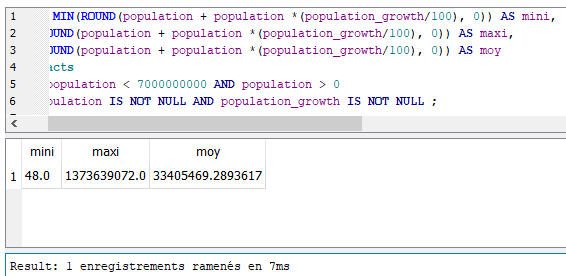 1 MIN(ROUND(population + population *(population_growth/100), 0)) AS mini,
2 OUND(population + population *(population_growth/100), 0)) AS maxi,
3 OUND(population + population *(population_growth/100), 0)) AS moy
4 acts
5 population < 7000000000 AND population > 0
6 pulation IS NOT NULL AND population_growth IS NOT NULL ;
mini maxi moy
1 48.0 1373639072.0 33405469.2893617
Result: 1 enregistrements ramenés en 7ms